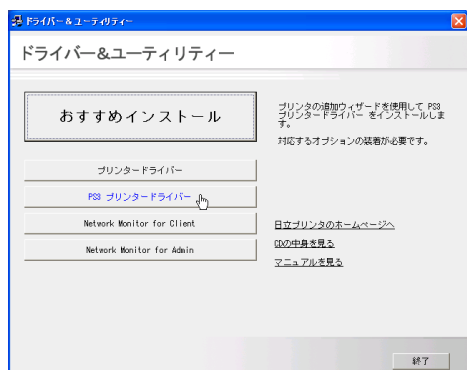 ドライバー&ユーティリティー
ドライバー&ユーティリティー
おすすめインストール
プリンタの追加ウィザードを使用して PS3
プリンタードライバー をインストールしま
す。
対応するオプションの装着が必要です。
プリンタードライバー
PS3 プリンタードライバー
Network Monitor for Client
Network Monitor for Admin
日立プリンタのホームページへ
CDの中身を見る
マニュアルを見る
終了